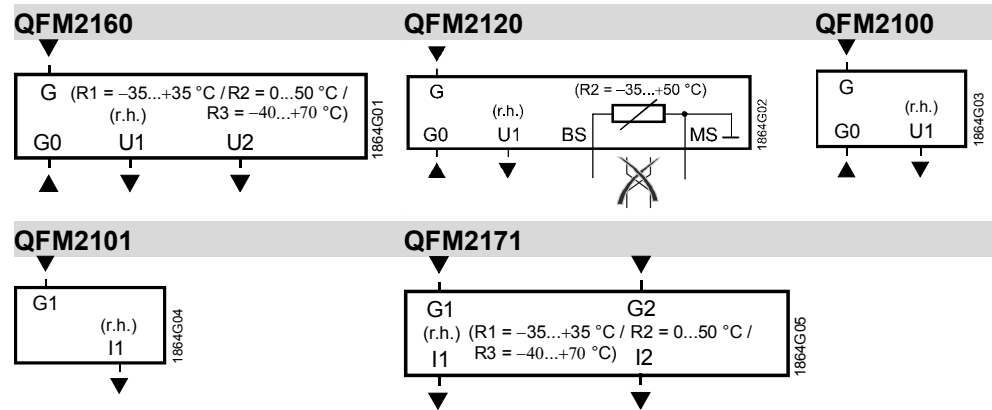 QFM2160
G (R1 = −35...+35 °C / R2 = 0...50 °C /
(r.h.) R3 = −40...+70 °C)
G0 U1 U2
1864G01
QFM2120
G (R2 = −35...+50 °C)
(r.h.)
G0 U1 BS MS
1864G02
QFM2100
G
(r.h.)
G0 U1
1864G03
QFM2101
G1
(r.h.)
I1
1864G04
QFM2171
G1 G2
(r.h.) (R1 = −35...+35 °C / R2 = 0...50 °C /
R3 = −40...+70 °C)
I1 I2
1864G05